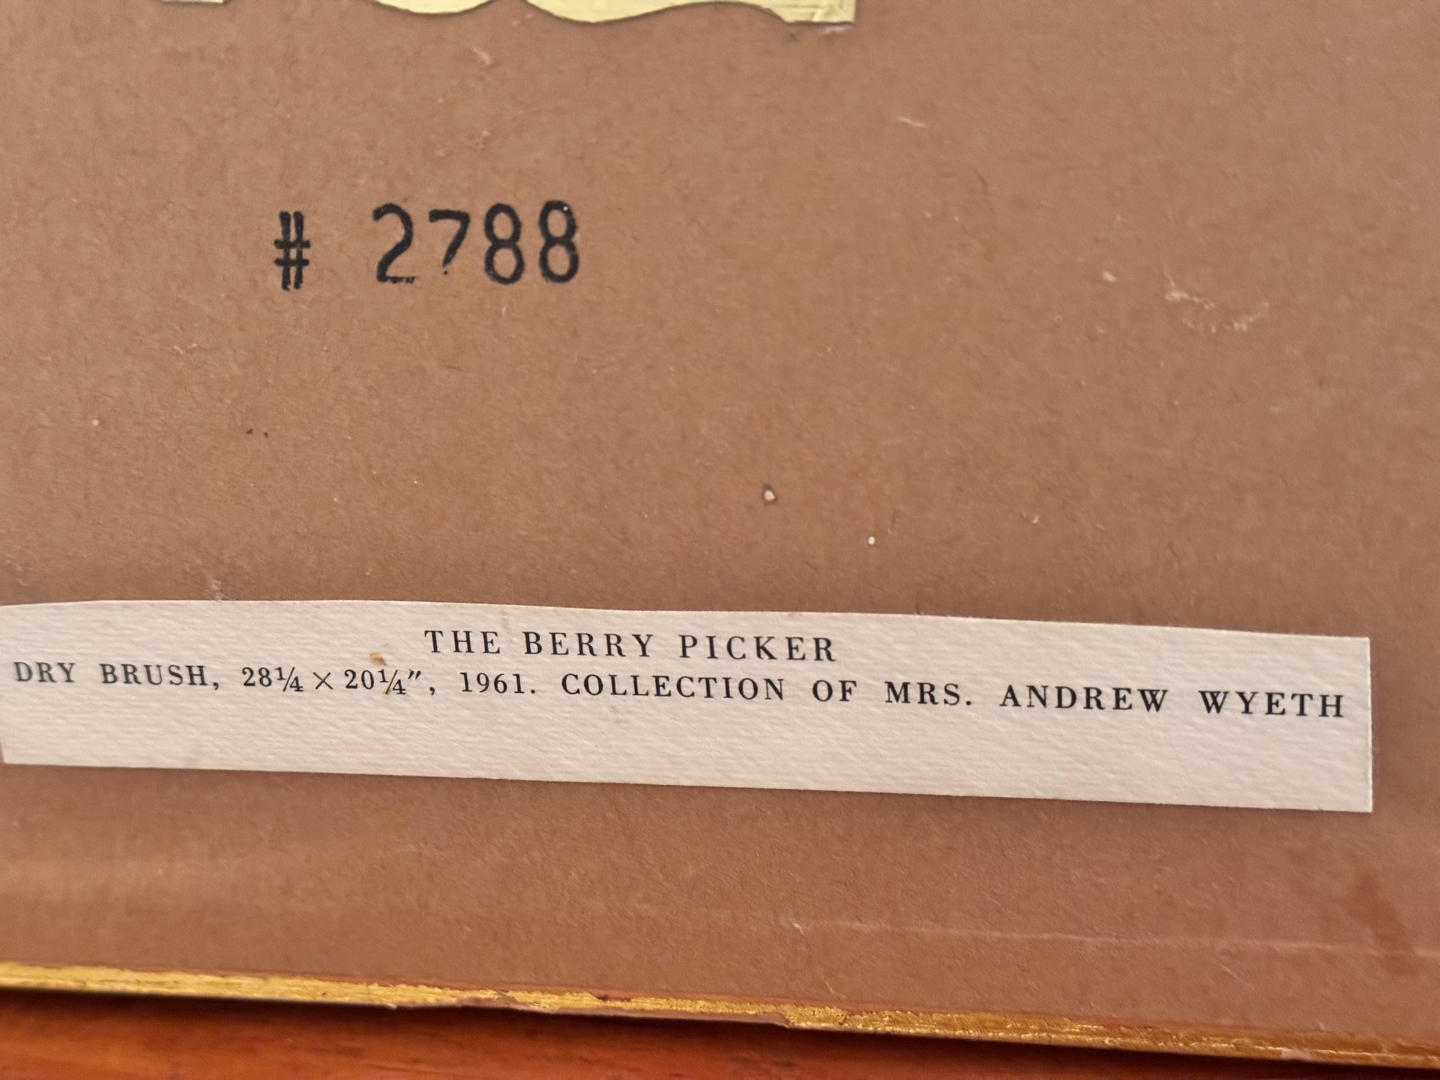 # 2788
THE BERRY PICKER
DRY BRUSH, 28¼ × 20¼″, 1961. COLLECTION OF MRS. ANDREW WYETH